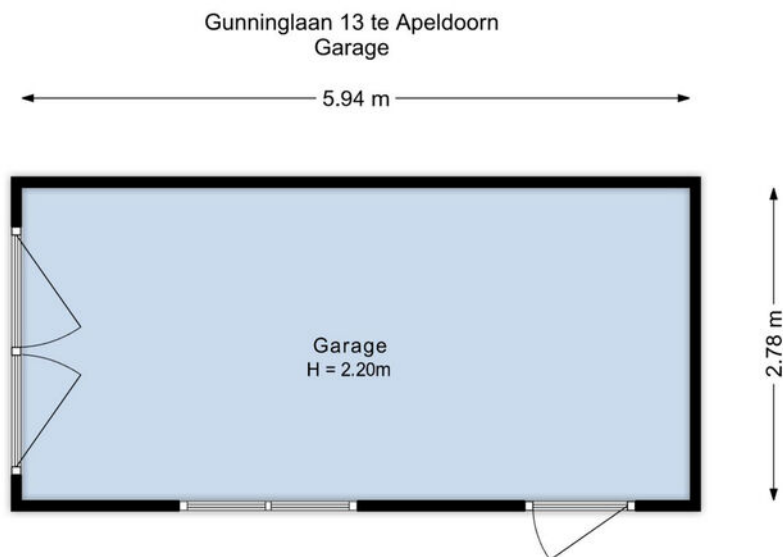 Gunninglaan 13 te Apeldoorn
Garage
5.94 m
Garage
H = 2.20m
2.78 m